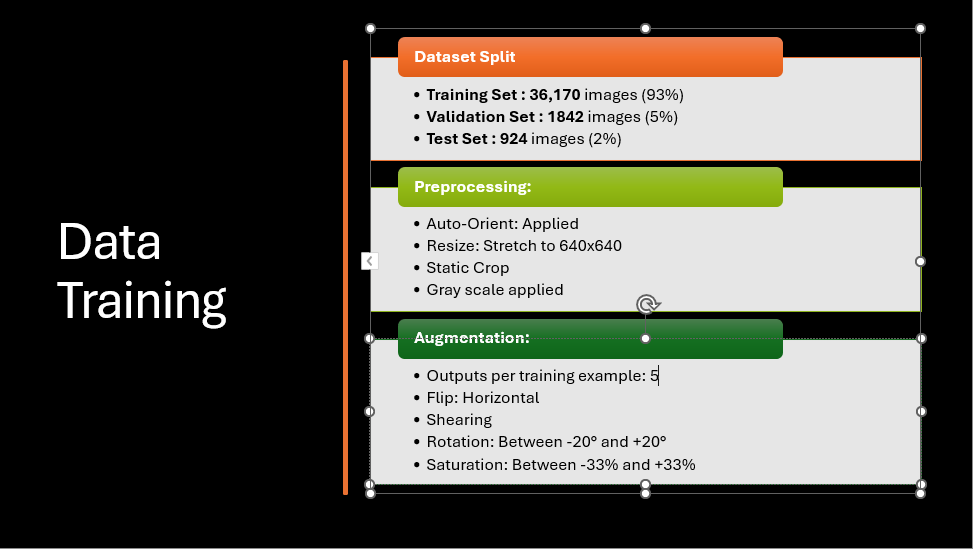 Data
Training
Dataset Split
• Training Set : 36,170 images (93%)
• Validation Set : 1842 images (5%)
• Test Set : 924 images (2%)
Preprocessing:
• Auto-Orient: Applied
• Resize: Stretch to 640x640
• Static Crop
• Gray scale applied
Augmentation:
• Outputs per training example: 5
• Flip: Horizontal
• Shearing
• Rotation: Between -20° and +20°
• Saturation: Between -33% and +33%